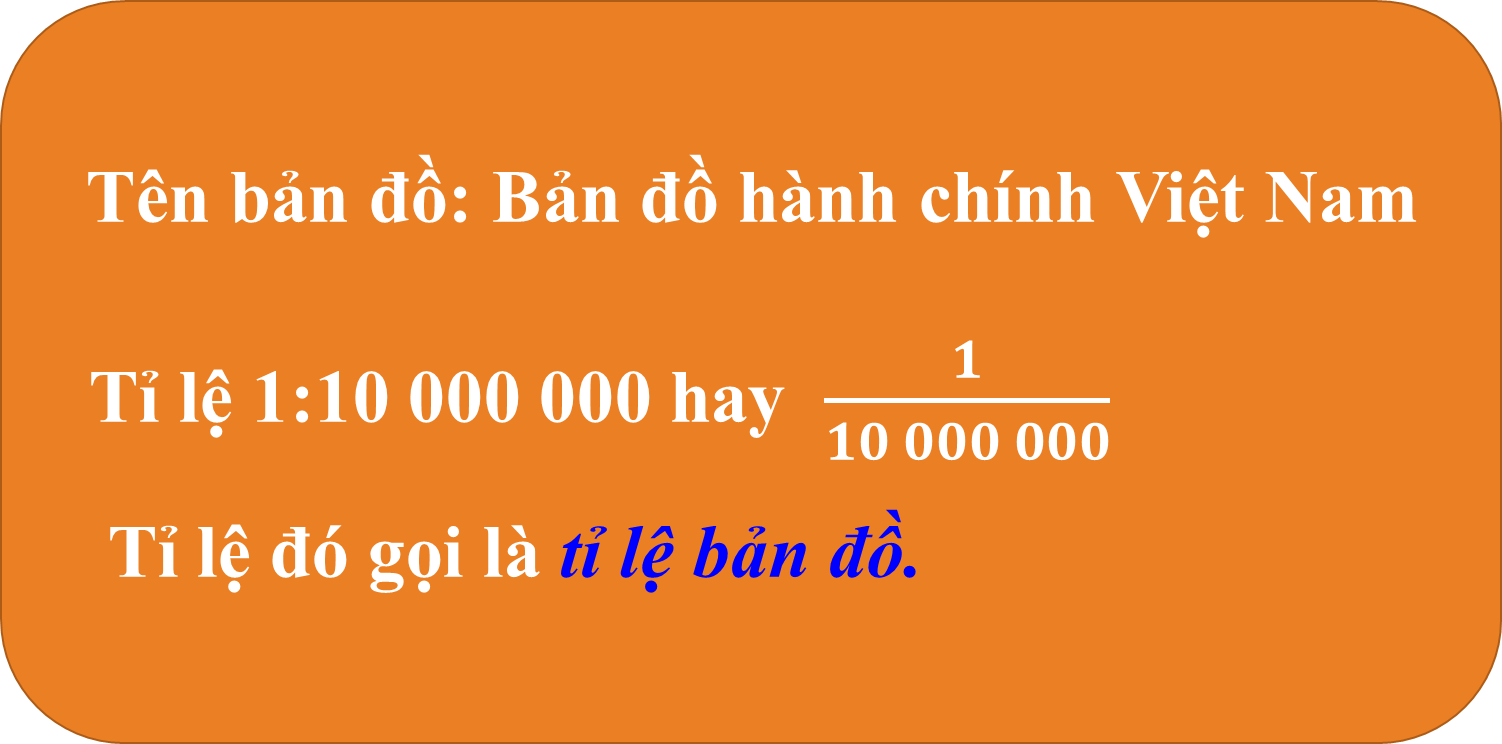 Tên bản đồ: Bản đồ hành chính Việt Nam
Tỉ lệ 1:10 000 000 hay 1/10 000 000
Tỉ lệ đó gọi là tỉ lệ bản đồ.